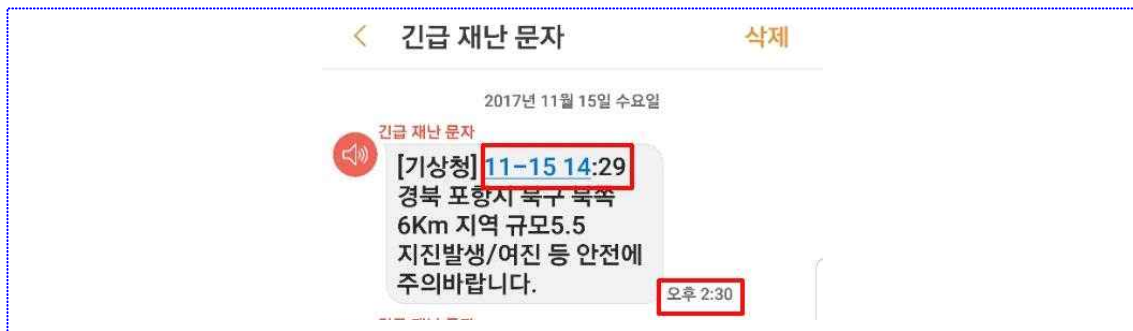 긴급 재난 문자
삭제
2017년 11월 15일 수요일
긴급 재난 문자
[기상청] 11-15 14:29
경북 포항시 북구 북쪽
6Km 지역 규모5.5
지진발생/여진 등 안전에
주의바랍니다.
오후 2:30